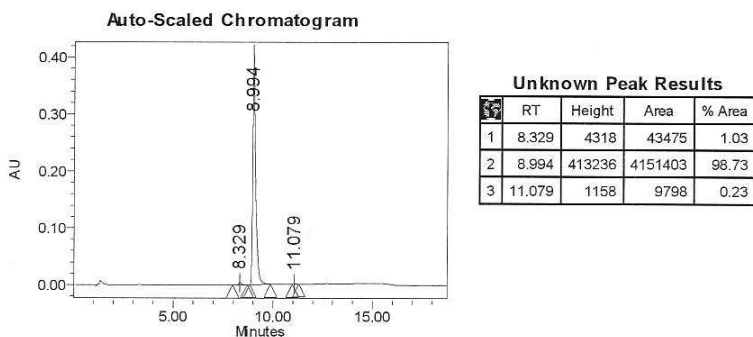 Auto-Scaled Chromatogram
0.40
0.30
0.20
0.10
0.00
AU
8.329
8.994
11.079
5.00 10.00 15.00
Minutes
Unknown Peak Results
RT Height Area % Area
1 8.329 4318 43475 1.03
2 8.994 413236 4151403 98.73
3 11.079 1158 9798 0.23